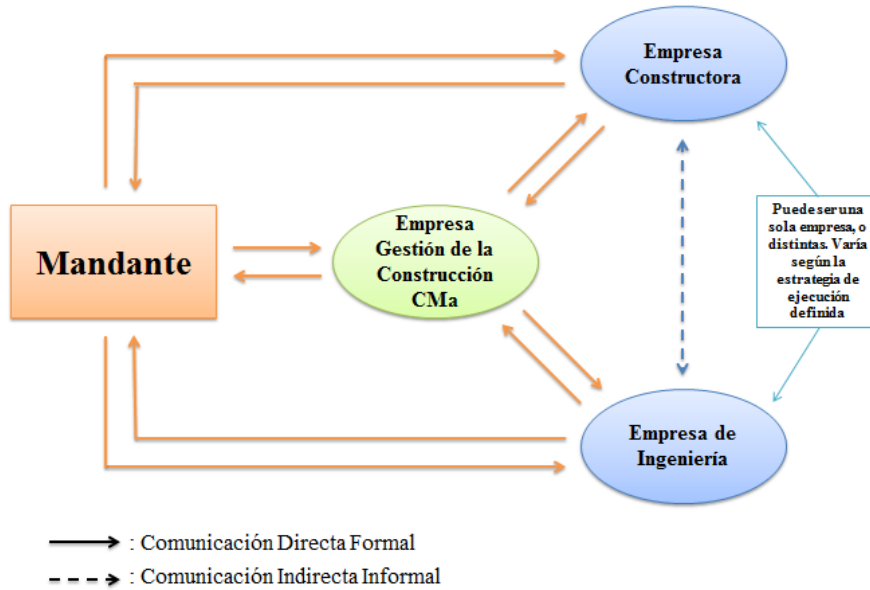 Empresa
Constructora
Mandante
Empresa
Gestión de la
Construcción
CMa
Puede ser una
sola empresa, o
distintas. Varía
según la
estrategia de
ejecución
definida
Empresa de
Ingeniería
: Comunicación Directa Formal
: Comunicación Indirecta Informal